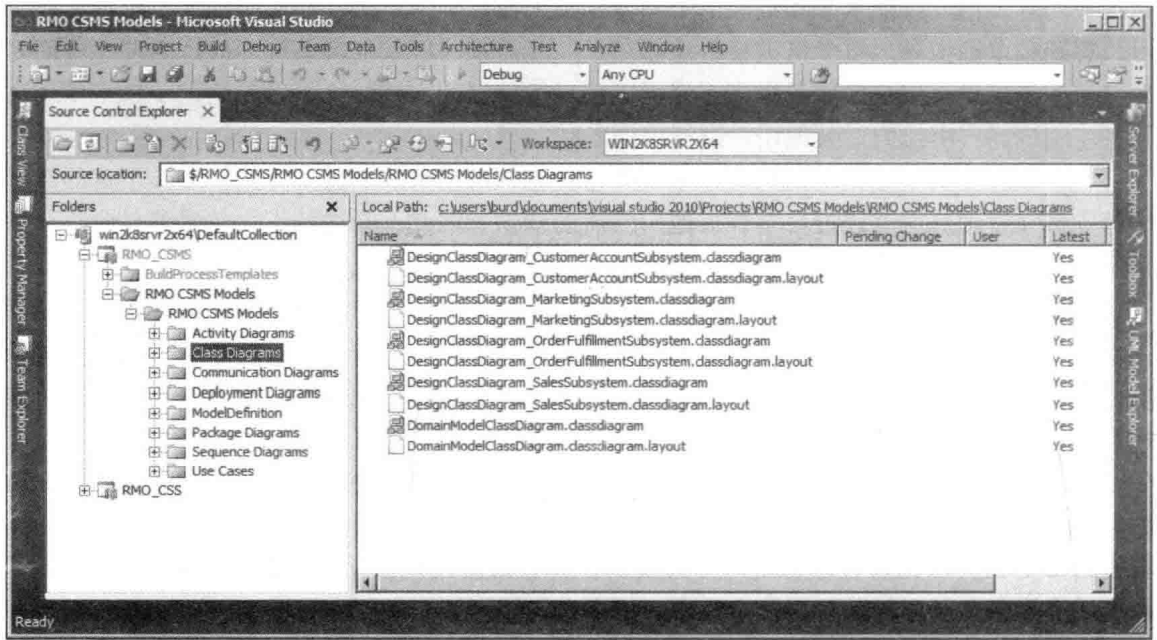 RMO CSMS Models - Microsoft Visual Studio
File Edit View Project Build Debug Team Data Tools Architecture Test Analyze Window Help
Debug Any CPU
Source Control Explorer X
Workspace: WIN2K8SRVR2X64
Source location: $/RMO_CSMS/RMO CSMS Models/RMO CSMS Models/Class Diagrams
Folders
Local Path: c:\users\burd\documents\visual studio 2010\Projects\RMO CSMS Models\RMO CSMS Models\Class Diagrams
win2k8srvr2x64\DefaultCollection
RMO_CSMS
BuildProcessTemplates
RMO CSMS Models
RMO CSMS Models
Activity Diagrams
Class Diagrams
Communication Diagrams
Deployment Diagrams
ModelDefinition
Package Diagrams
Sequence Diagrams
Use Cases
RMO_CSS
Name Pending Change User Latest
DesignClassDiagram_CustomerAccountSubsystem.classdiagram Yes
DesignClassDiagram_CustomerAccountSubsystem.classdiagram.layout Yes
DesignClassDiagram_MarketingSubsystem.classdiagram Yes
DesignClassDiagram_MarketingSubsystem.classdiagram.layout Yes
DesignClassDiagram_OrderFulfillmentSubsystem.classdiagram Yes
DesignClassDiagram_OrderFulfillmentSubsystem.classdiagram.layout Yes
DesignClassDiagram_SalesSubsystem.classdiagram Yes
DesignClassDiagram_SalesSubsystem.classdiagram.layout Yes
DomainModelClassDiagram.classdiagram Yes
DomainModelClassDiagram.classdiagram.layout Yes
Class View
Property Manager
Team Explorer
Server Explorer
Toolbox
UML Model Explorer
Ready